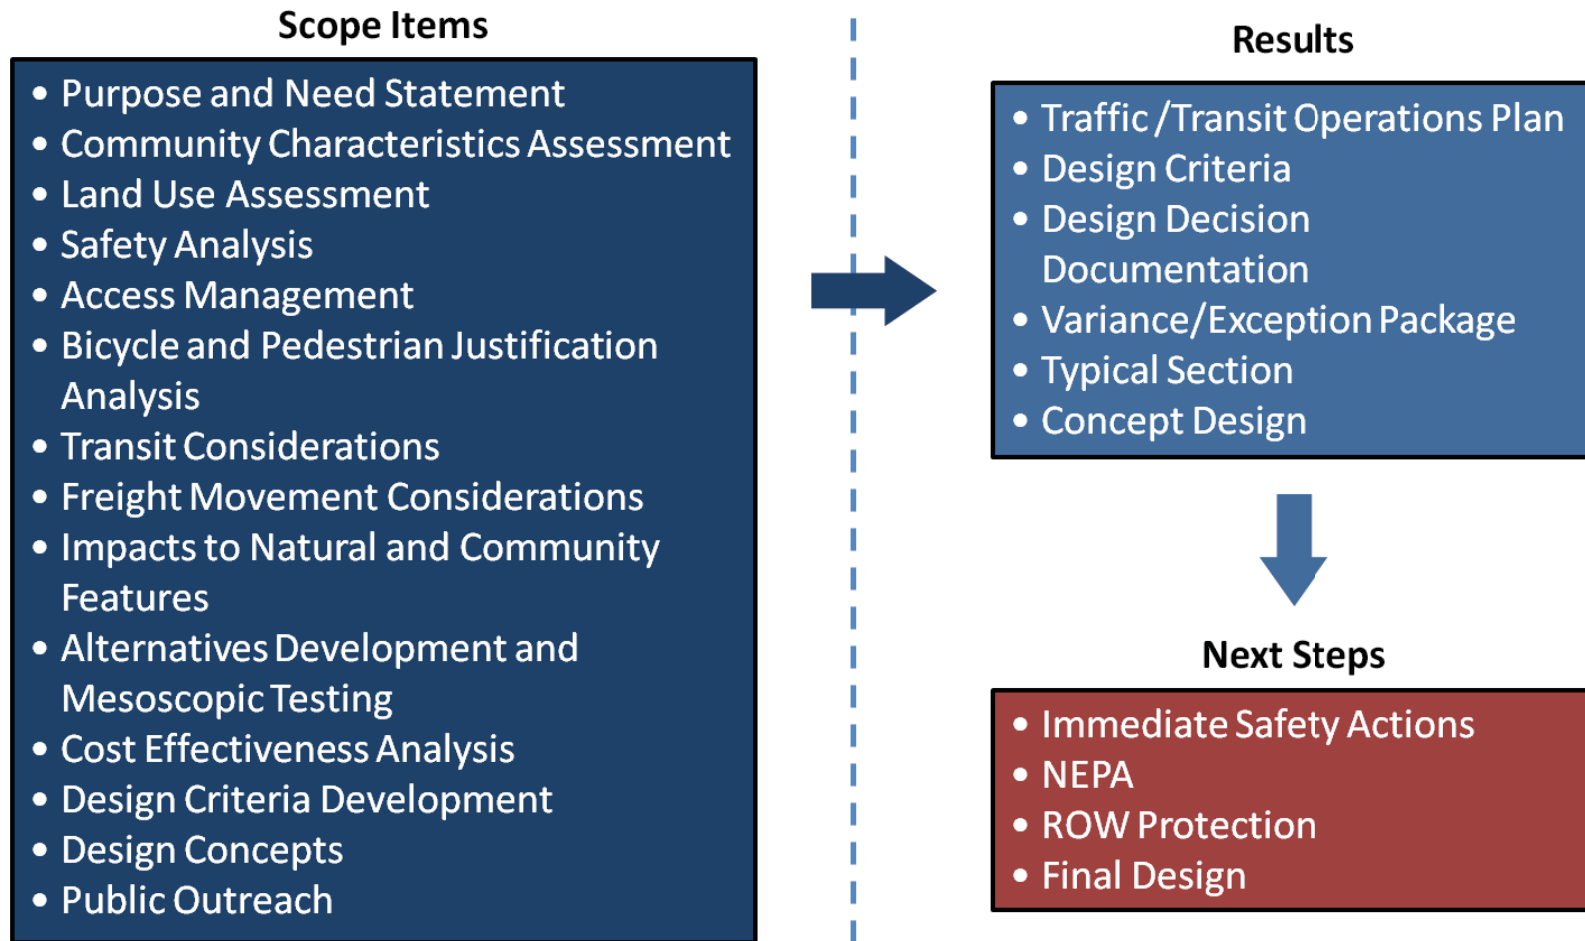 Scope Items
• Purpose and Need Statement
• Community Characteristics Assessment
• Land Use Assessment
• Safety Analysis
• Access Management
• Bicycle and Pedestrian Justification
Analysis
• Transit Considerations
• Freight Movement Considerations
• Impacts to Natural and Community
Features
• Alternatives Development and
Mesoscopic Testing
• Cost Effectiveness Analysis
• Design Criteria Development
• Design Concepts
• Public Outreach
Results
• Traffic /Transit Operations Plan
• Design Criteria
• Design Decision
Documentation
• Variance/Exception Package
• Typical Section
• Concept Design
Next Steps
• Immediate Safety Actions
• NEPA
• ROW Protection
• Final Design